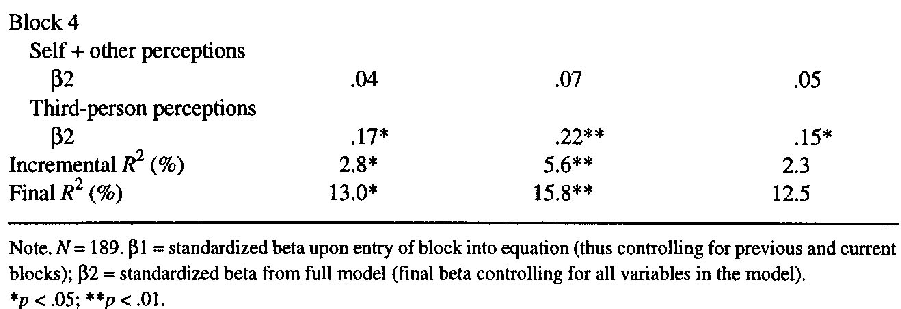 Block 4
Self + other perceptions
β2 .04 .07 .05
Third-person perceptions
β2 .17* .22** .15*
Incremental R² (%) 2.8* 5.6** 2.3
Final R² (%) 13.0* 15.8** 12.5
Note. N = 189. β1 = standardized beta upon entry of block into equation (thus controlling for previous and current
blocks); β2 = standardized beta from full model (final beta controlling for all variables in the model).
*p < .05; **p < .01.